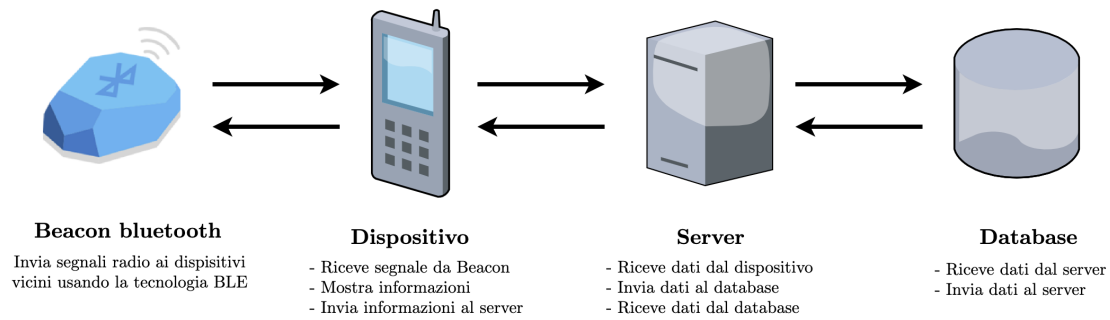 Beacon bluetooth
Invia segnali radio ai dispisitivi
vicini usando la tecnologia BLE
Dispositivo
- Riceve segnale da Beacon
- Mostra informazioni
- Invia informazioni al server
Server
- Riceve dati dal dispositivo
- Invia dati al database
- Riceve dati dal database
Database
- Riceve dati dal server
- Invia dati al server